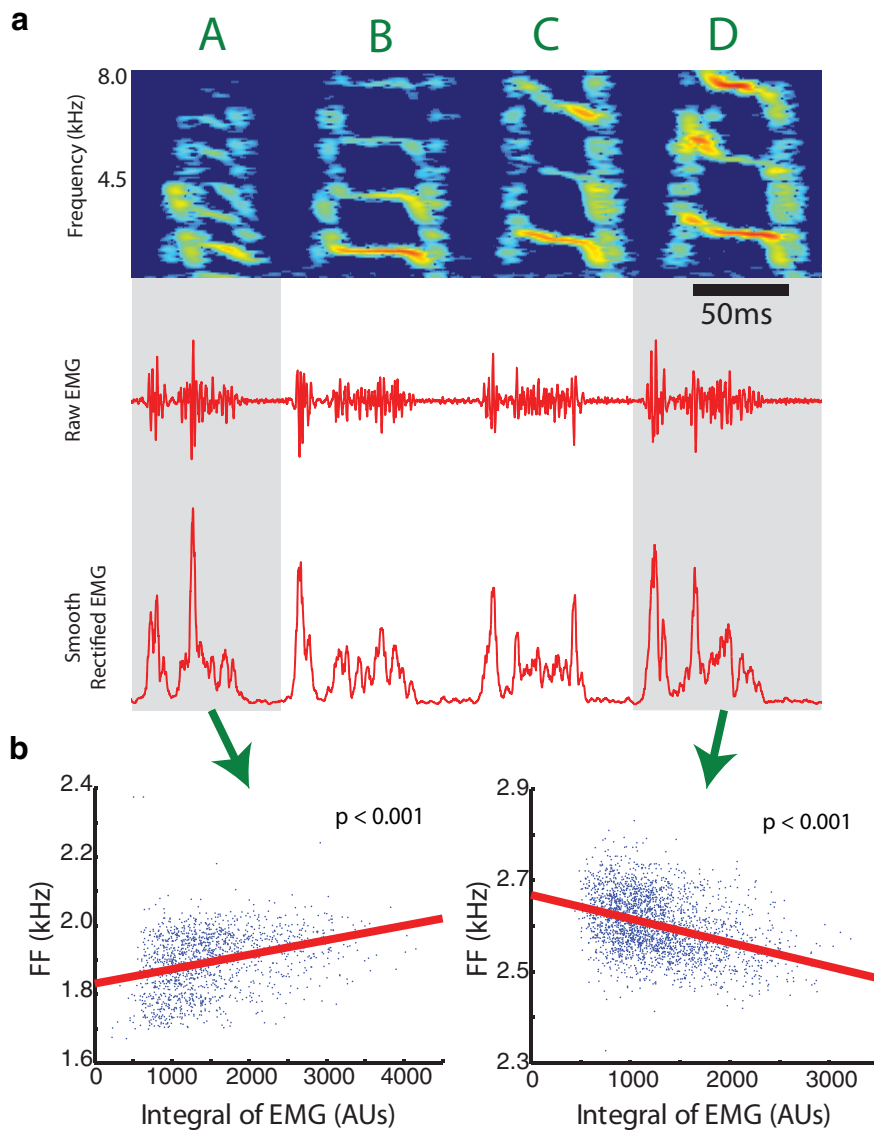 a
A B C D
8.0
4.5
Frequency (kHz)
50ms
Raw EMG
Smooth
Rectified EMG
b
2.4
2.2
2.0
1.8
1.6
FF (kHz)
p < 0.001
0 1000 2000 3000 4000
Integral of EMG (AUs)
2.9
2.7
2.5
2.3
FF (kHz)
p < 0.001
0 1000 2000 3000
Integral of EMG (AUs)